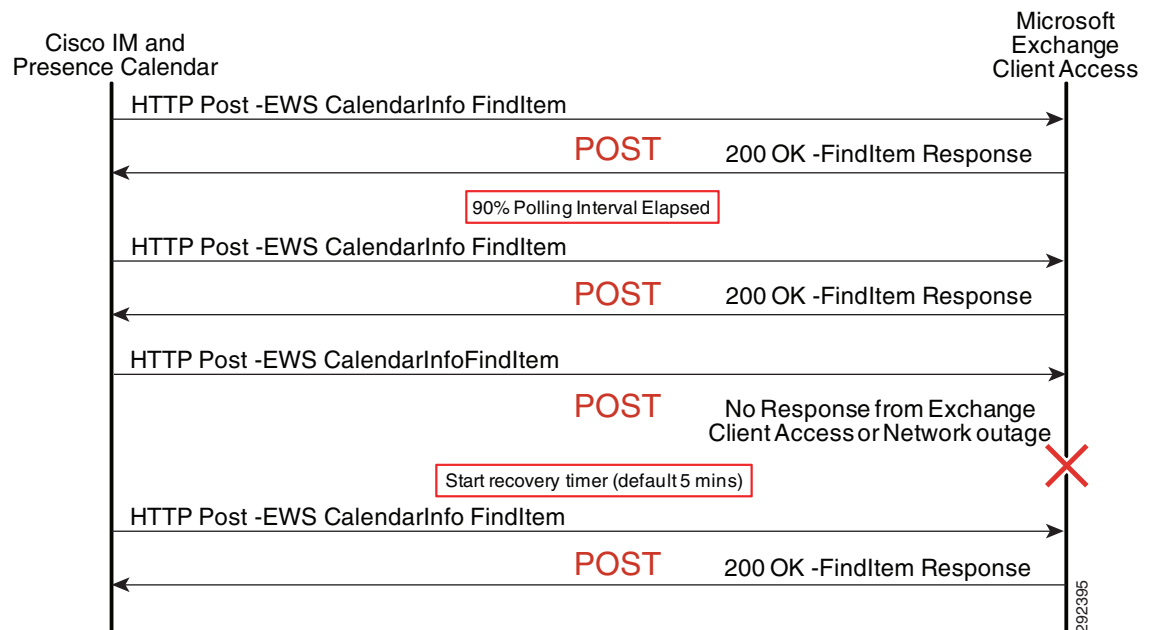 Cisco IM and
Presence Calendar
Microsoft
Exchange
Client Access
HTTP Post -EWS CalendarInfo FindItem
POST
200 OK -FindItem Response
90% Polling Interval Elapsed
HTTP Post -EWS CalendarInfo FindItem
POST
200 OK -FindItem Response
HTTP Post -EWS CalendarInfoFindItem
POST
No Response from Exchange
Client Access or Network outage
Start recovery timer (default 5 mins)
HTTP Post -EWS CalendarInfo FindItem
POST
200 OK -FindItem Response
292395